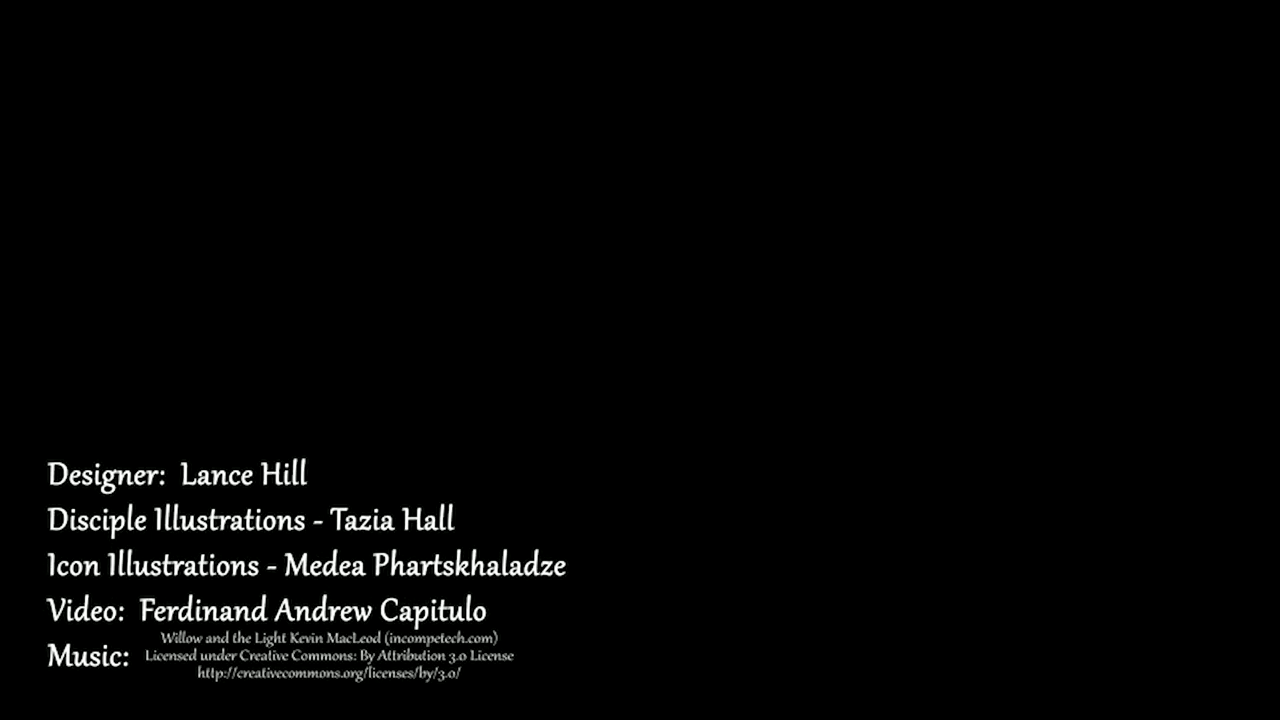 Designer: Lance Hill
Disciple Illustrations - Tazia Hall
Icon Illustrations - Medea Phartskhaladze
Video: Ferdinand Andrew Capitulo
Music:
Willow and the Light Kevin MacLeod (incompetech.com)
Licensed under Creative Commons: By Attribution 3.0 License
http://creativecommons.org/licenses/by/3.0/